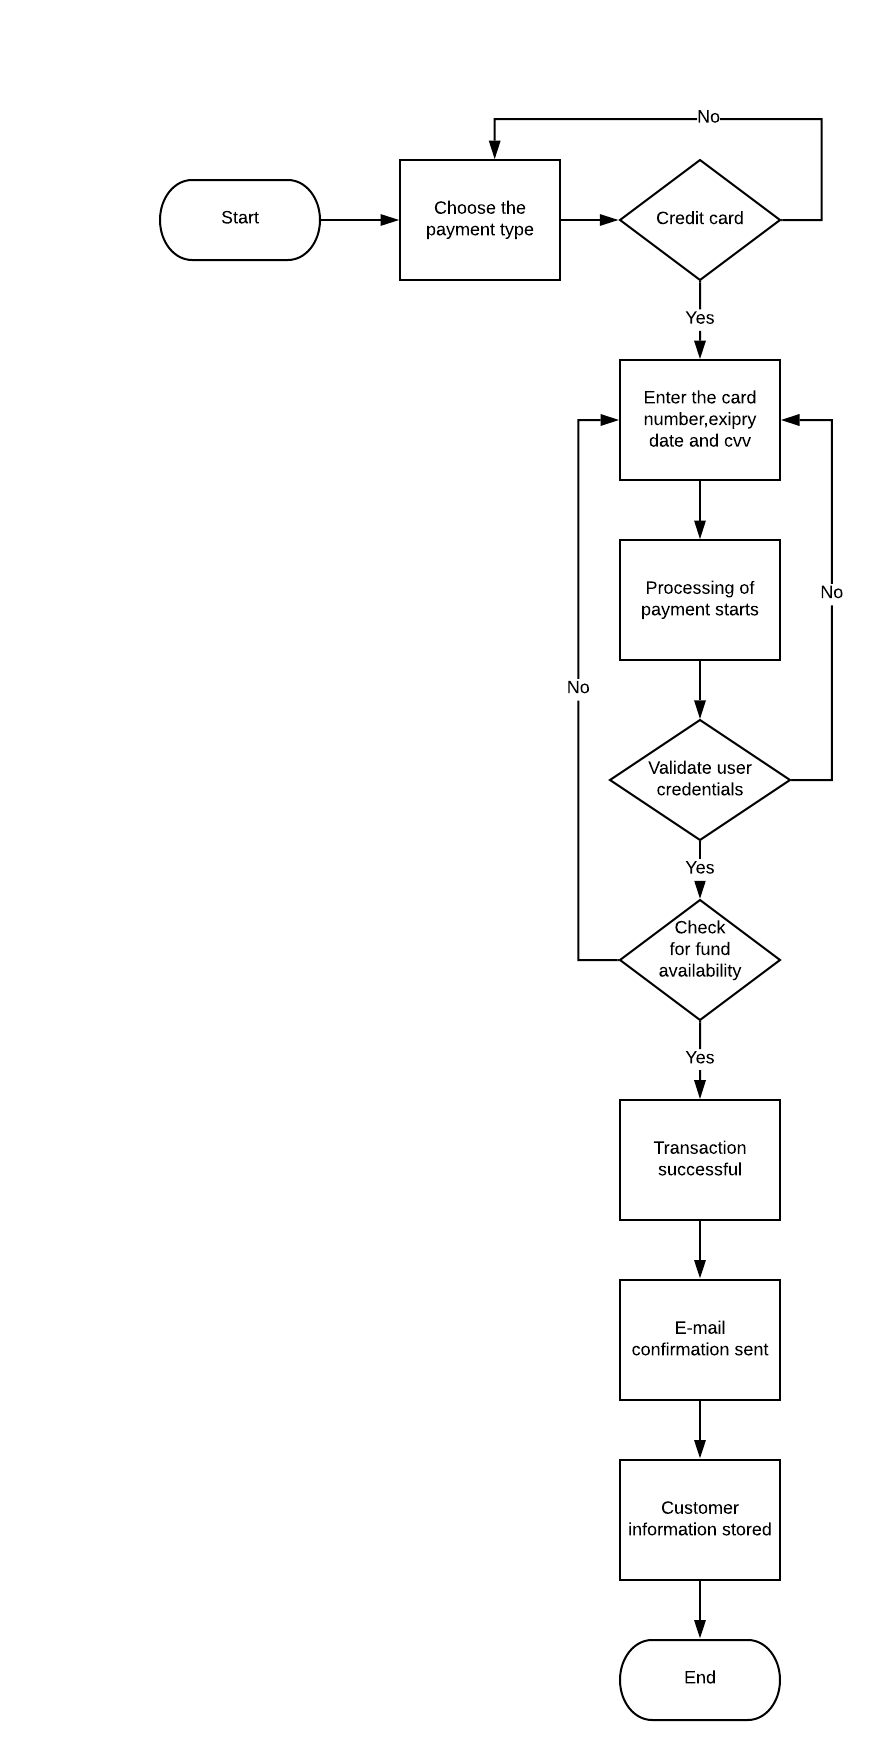 No
Start
Choose the
payment type
Credit card
Yes
Enter the card
number,exipry
date and cvv
Processing of
payment starts
No
No
Validate user
credentials
Yes
Check
for fund
availability
Yes
Transaction
successful
E-mail
confirmation sent
Customer
information stored
End